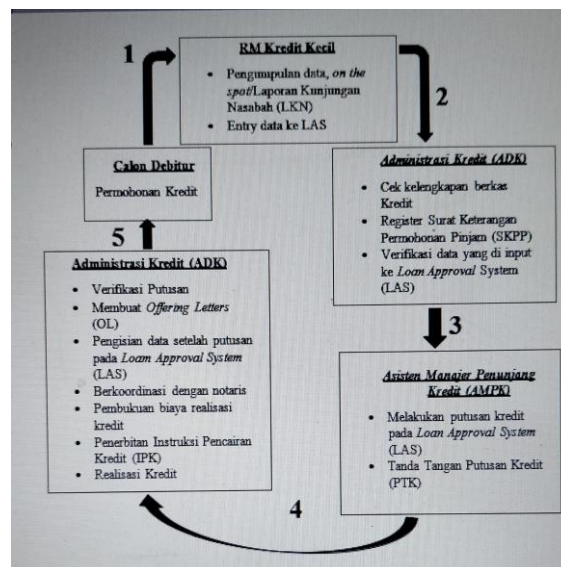 1
RM Kredit Kecil
• Pengumpulan data, on the
spot/Laporan Kunjungan
Nasabah (LKN)
• Entry data ke LAS
2
Calon Debitur
Permohonan Kredit
Administrasi Kredit (ADK)
• Cek kelengkapan berkas
Kredit
• Register Surat Keterangan
Permohonan Pinjam (SKPP)
• Verifikasi data yang di input
ke Loan Approval System
(LAS)
3
Asisten Manajer Penunjang
Kredit (AMPK)
• Melakukan putusan kredit
pada Loan Approval System
(LAS)
• Tanda Tangan Putusan Kredit
(PTK)
4
5
Administrasi Kredit (ADK)
• Verifikasi Putusan
• Membuat Offering Letters
(OL)
• Pengisian data setelah putusan
pada Loam Approval System
(LAS)
• Berkoordinasi dengan notaris
• Pembukuan biaya realisasi
kredit
• Penerbitan Instruksi Pencairan
Kredit (IPK)
• Realisasi Kredit